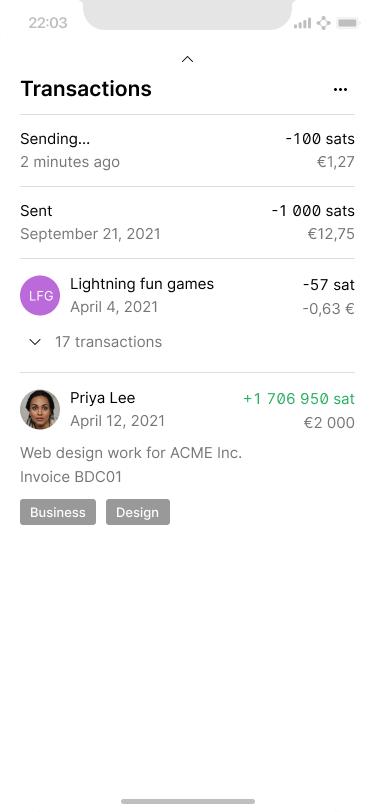 22:03
Transactions
Sending... -100 sats
2 minutes ago €1,27
Sent -1 000 sats
September 21, 2021 €12,75
LFG Lightning fun games -57 sat
April 4, 2021 -0,63 €
17 transactions
Priya Lee +1 706 950 sat
April 12, 2021 €2 000
Web design work for ACME Inc.
Invoice BDC01
Business Design